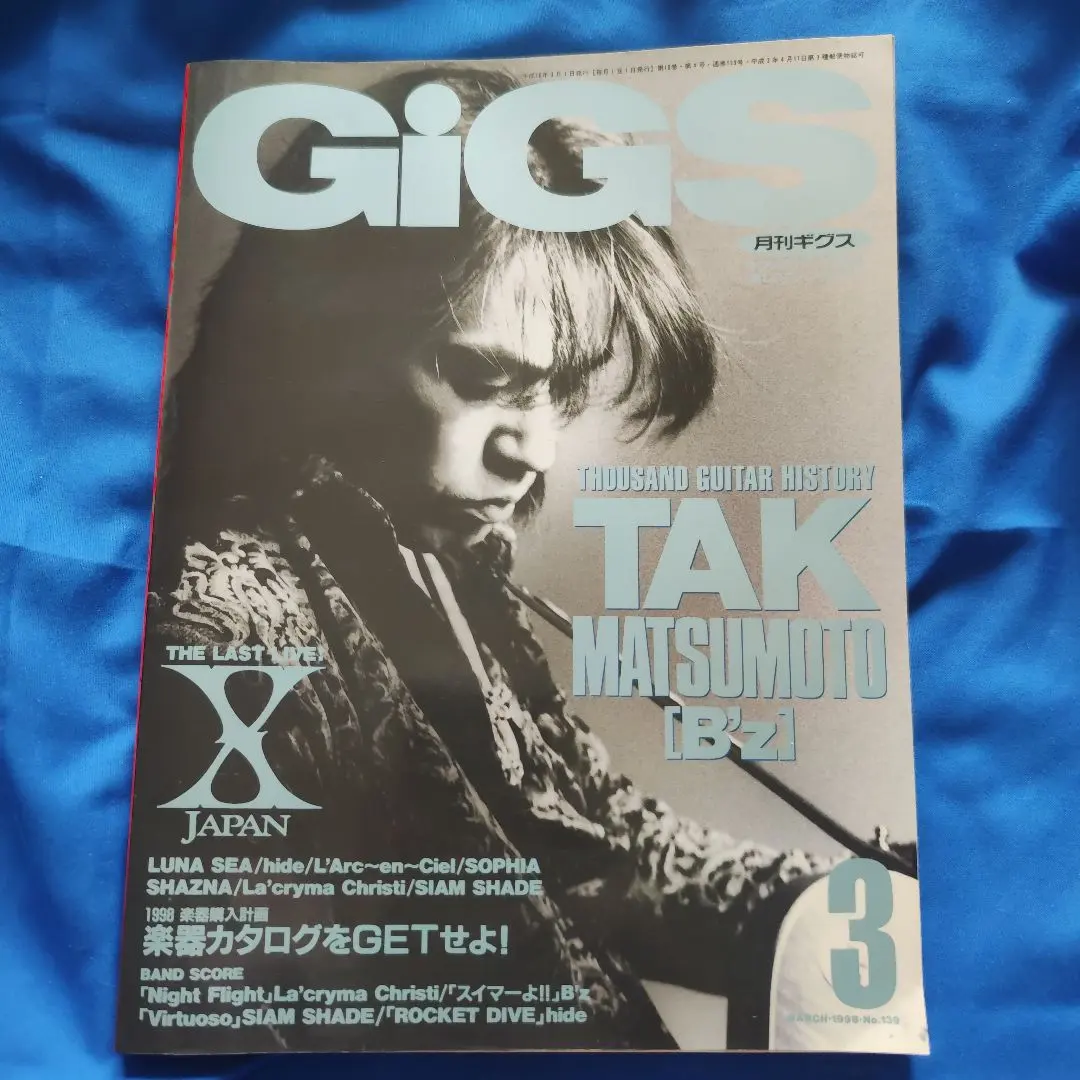 GiGS
月刊ギグス
THOUSAND GUITAR HISTORY
TAK
MATSUMOTO
[B'z]
THE LAST LIVE!
X
JAPAN
LUNA SEA/hide/L'Arc~en~Ciel/SOPHIA
SHAZNA/La'cryma Christi/SIAM SHADE
1998 楽器購入計画
楽器カタログをGETせよ!
BAND SCORE
「Night Flight」La'cryma Christi/「スイマーよ!!」B'z
「Virtuoso」SIAM SHADE/「ROCKET DIVE」hide
3
MARCH・1998・No.139